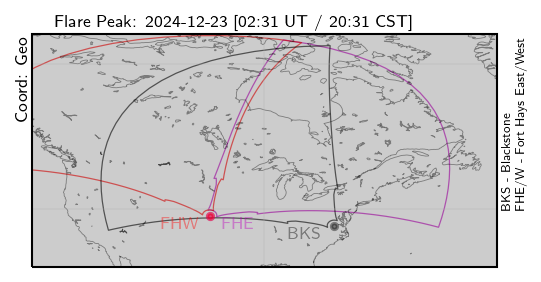 Flare Peak: 2024-12-23 [02:31 UT / 20:31 CST]
Coord: Geo
BKS - Blackstone
FHE/W - Fort Hays East/West
FHW
FHE
BKS